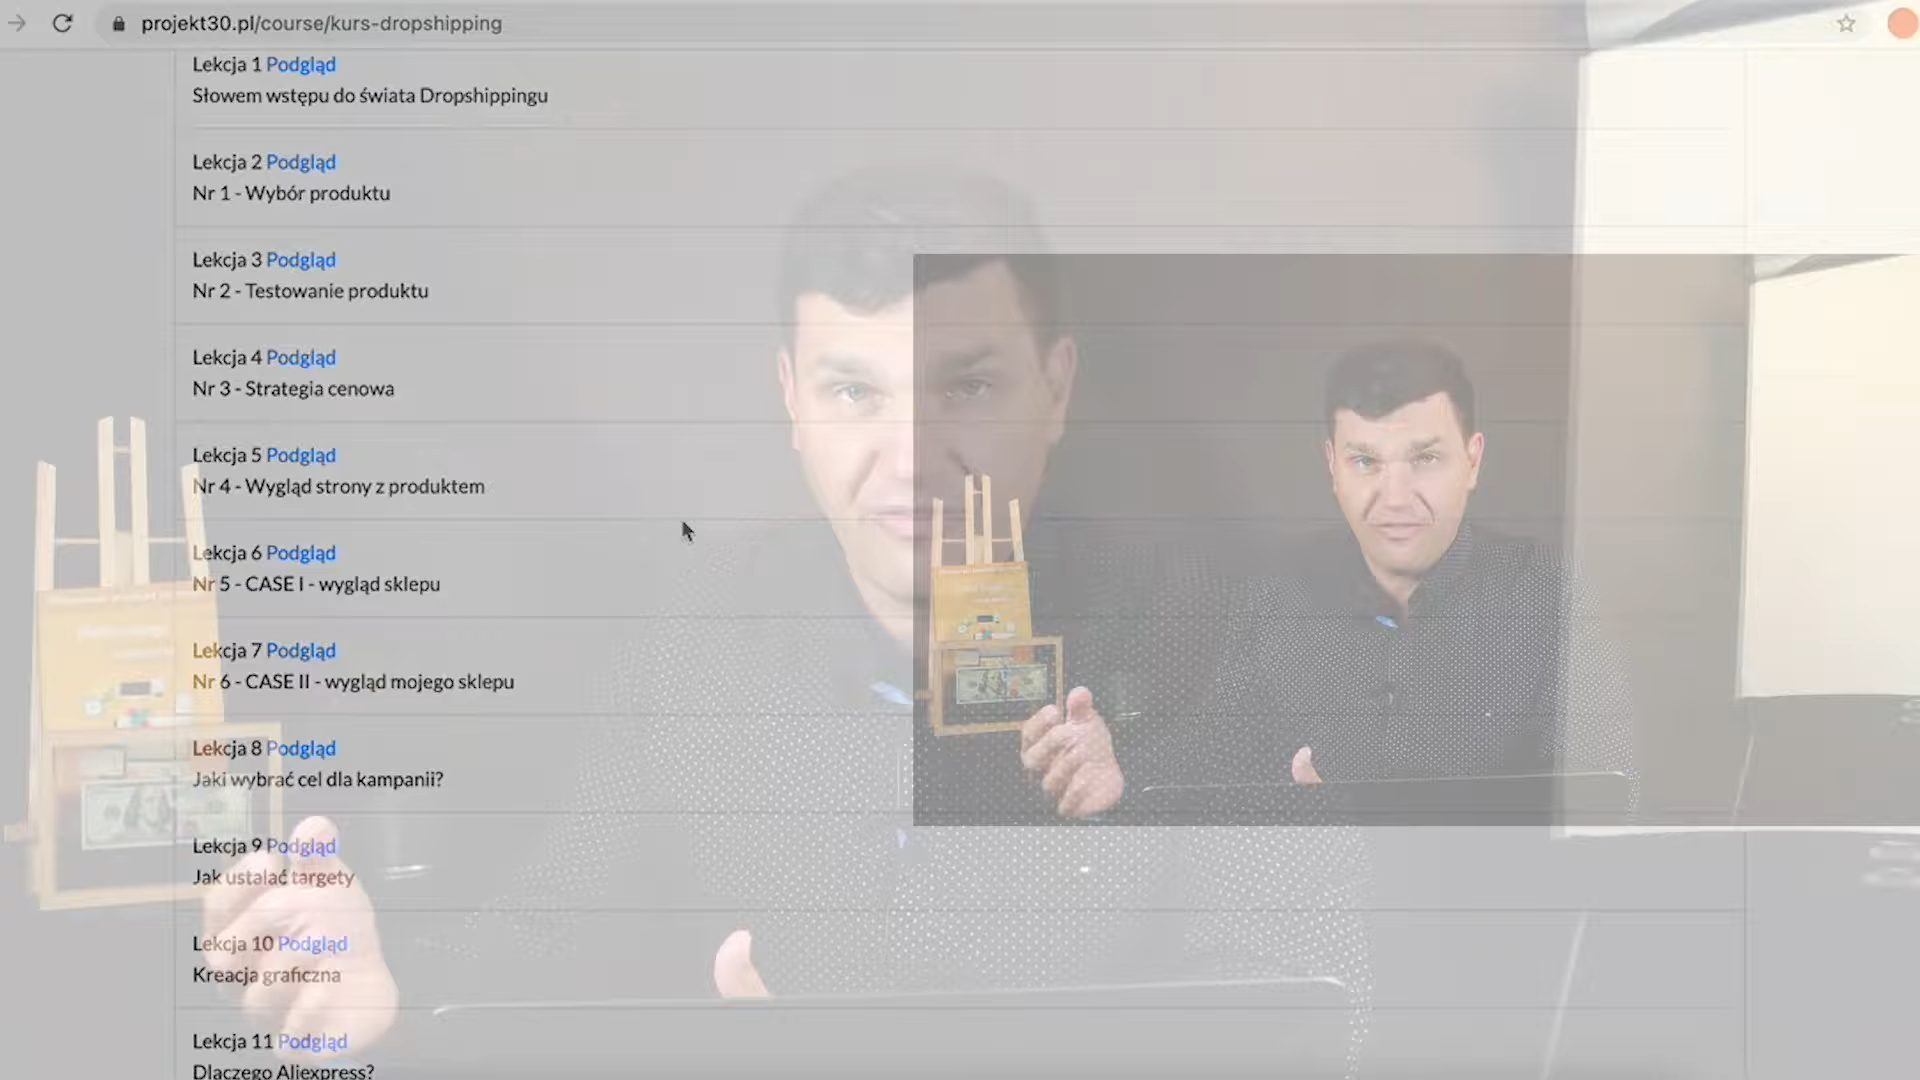 projekt30.pl/course/kurs-dropshipping
Lekcja 1 Podgląd
Słowem wstępu do świata Dropshippingu
Lekcja 2 Podgląd
Nr 1 - Wybór produktu
Lekcja 3 Podgląd
Nr 2 - Testowanie produktu
Lekcja 4 Podgląd
Nr 3 - Strategia cenowa
Lekcja 5 Podgląd
Nr 4 - Wygląd strony z produktem
Lekcja 6 Podgląd
Nr 5 - CASE I - wygląd sklepu
Lekcja 7 Podgląd
Nr 6 - CASE II - wygląd mojego sklepu
Lekcja 8 Podgląd
Jaki wybrać cel dla kampanii?
Lekcja 9 Podgląd
Jak ustalać targety
Lekcja 10 Podgląd
Kreacja graficzna
Lekcja 11 Podgląd
Dlaczego Aliexpress?